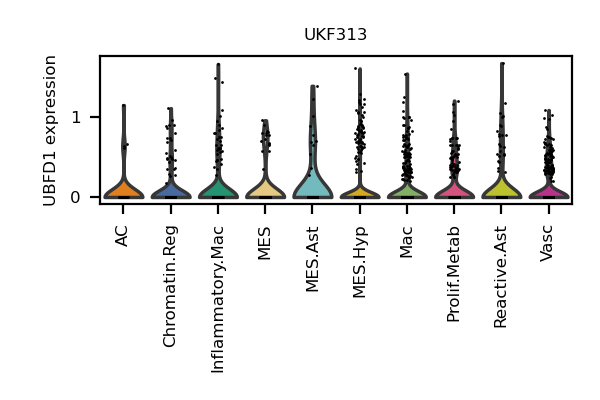 UKF313
UBFD1 expression
1
0
AC
Chromatin.Reg
Inflammatory.Mac
MES
MES.Ast
MES.Hyp
Mac
Prolif.Metab
Reactive.Ast
Vasc